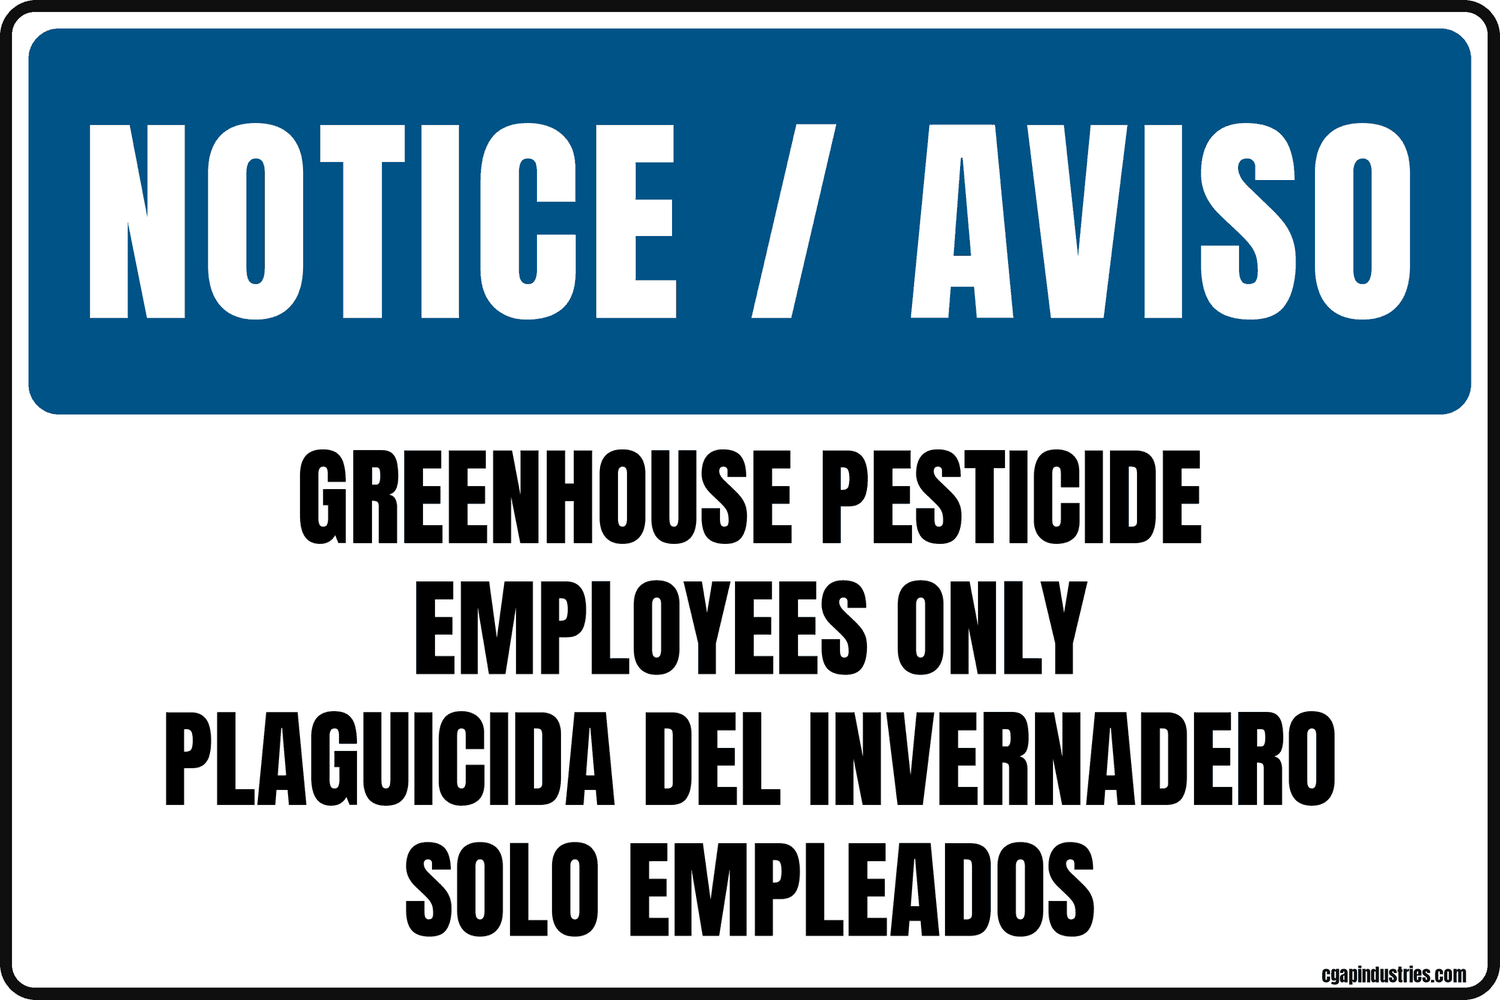 NOTICE / AVISO
GREENHOUSE PESTICIDE
EMPLOYEES ONLY
PLAGUICIDA DEL INVERNADERO
SOLO EMPLEADOS
cgapindustries.com